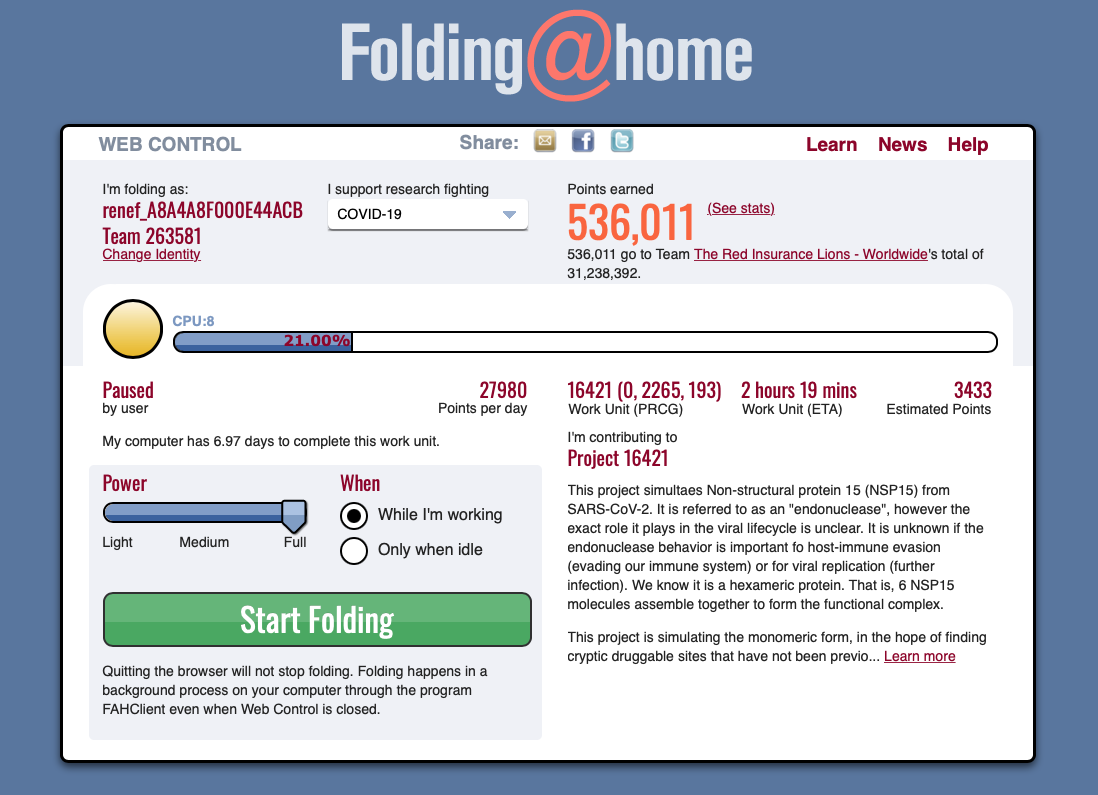 Folding@home
WEB CONTROL
Share:
Learn News Help
I'm folding as:
renef_A8A4A8F000E44ACB
Team 263581
Change Identity
I support research fighting
COVID-19
Points earned
536,011 (See stats)
536,011 go to Team The Red Insurance Lions - Worldwide's total of
31,238,392.
CPU:8
21.00%
Paused
by user
27980
Points per day
My computer has 6.97 days to complete this work unit.
Power
Light Medium Full
When
While I'm working
Only when idle
Start Folding
Quitting the browser will not stop folding. Folding happens in a
background process on your computer through the program
FAHClient even when Web Control is closed.
16421 (0, 2265, 193)
Work Unit (PRCG)
2 hours 19 mins
Work Unit (ETA)
3433
Estimated Points
I'm contributing to
Project 16421
This project simultaes Non-structural protein 15 (NSP15) from
SARS-CoV-2. It is referred to as an "endonuclease", however the
exact role it plays in the viral lifecycle is unclear. It is unknown if the
endonuclease behavior is important fo host-immune evasion
(evading our immune system) or for viral replication (further
infection). We know it is a hexameric protein. That is, 6 NSP15
molecules assemble together to form the functional complex.
This project is simulating the monomeric form, in the hope of finding
cryptic druggable sites that have not been previo... Learn more